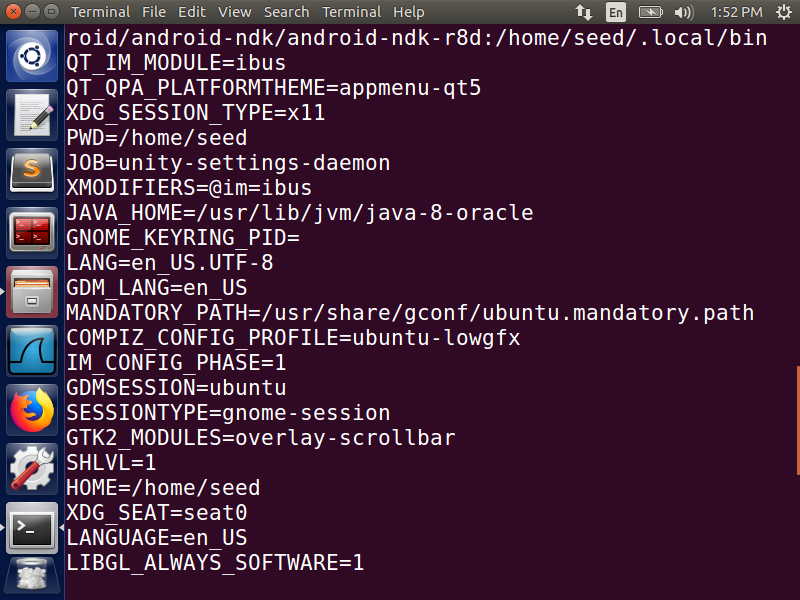 Terminal File Edit View Search Terminal Help En 1:52 PM
roid/android-ndk/android-ndk-r8d:/home/seed/.local/bin
QT_IM_MODULE=ibus
QT_QPA_PLATFORMTHEME=appmenu-qt5
XDG_SESSION_TYPE=x11
PWD=/home/seed
JOB=unity-settings-daemon
XMODIFIERS=@im=ibus
JAVA_HOME=/usr/lib/jvm/java-8-oracle
GNOME_KEYRING_PID=
LANG=en_US.UTF-8
GDM_LANG=en_US
MANDATORY_PATH=/usr/share/gconf/ubuntu.mandatory.path
COMPIZ_CONFIG_PROFILE=ubuntu-lowgfx
IM_CONFIG_PHASE=1
GDMSESSION=ubuntu
SESSIONTYPE=gnome-session
GTK2_MODULES=overlay-scrollbar
SHLVL=1
HOME=/home/seed
XDG_SEAT=seat0
LANGUAGE=en_US
LIBGL_ALWAYS_SOFTWARE=1